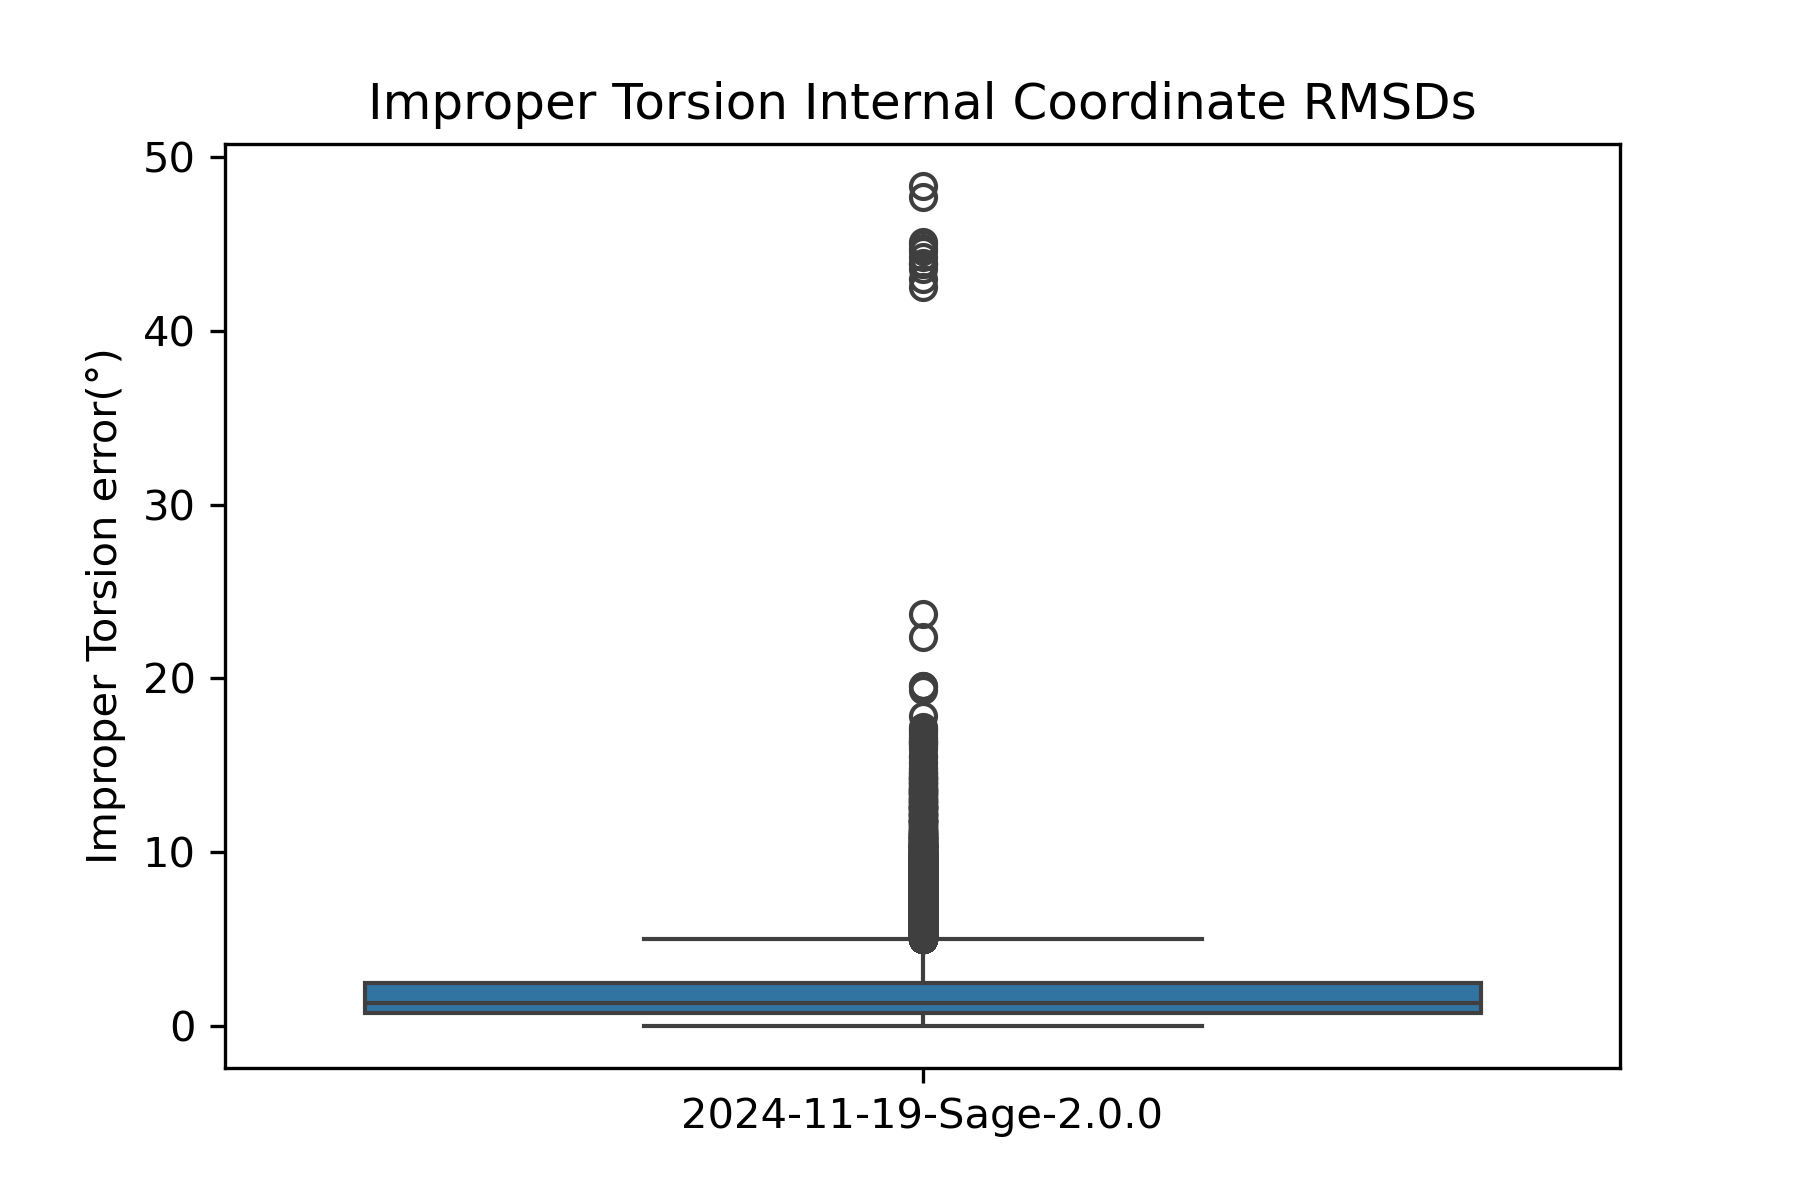 Improper Torsion Internal Coordinate RMSDs
50
40
30
20
10
0
Improper Torsion error(°)
2024-11-19-Sage-2.0.0